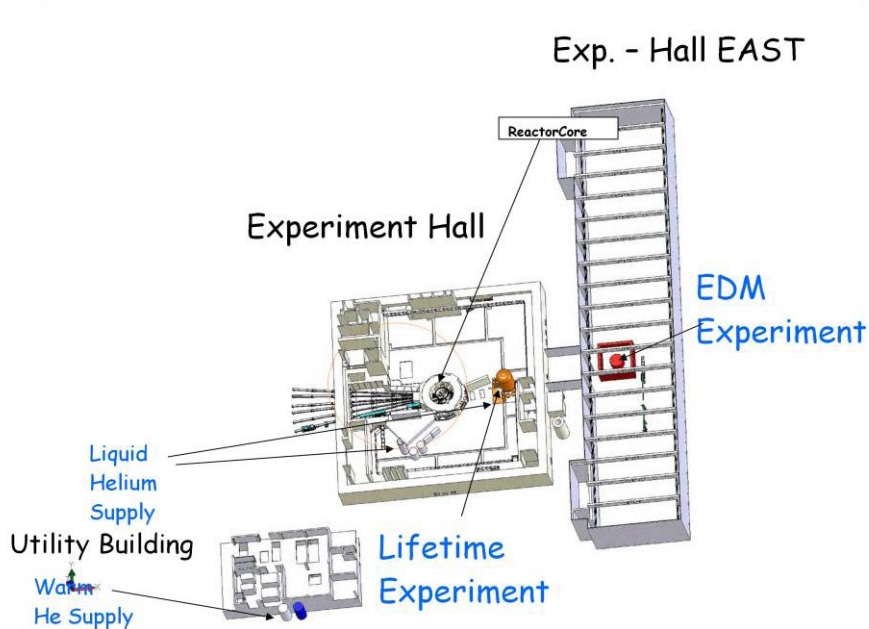 Exp. – Hall EAST
ReactorCore
Experiment Hall
EDM
Experiment
Liquid
Helium
Supply
Utility Building
Warm
He Supply
Lifetime
Experiment